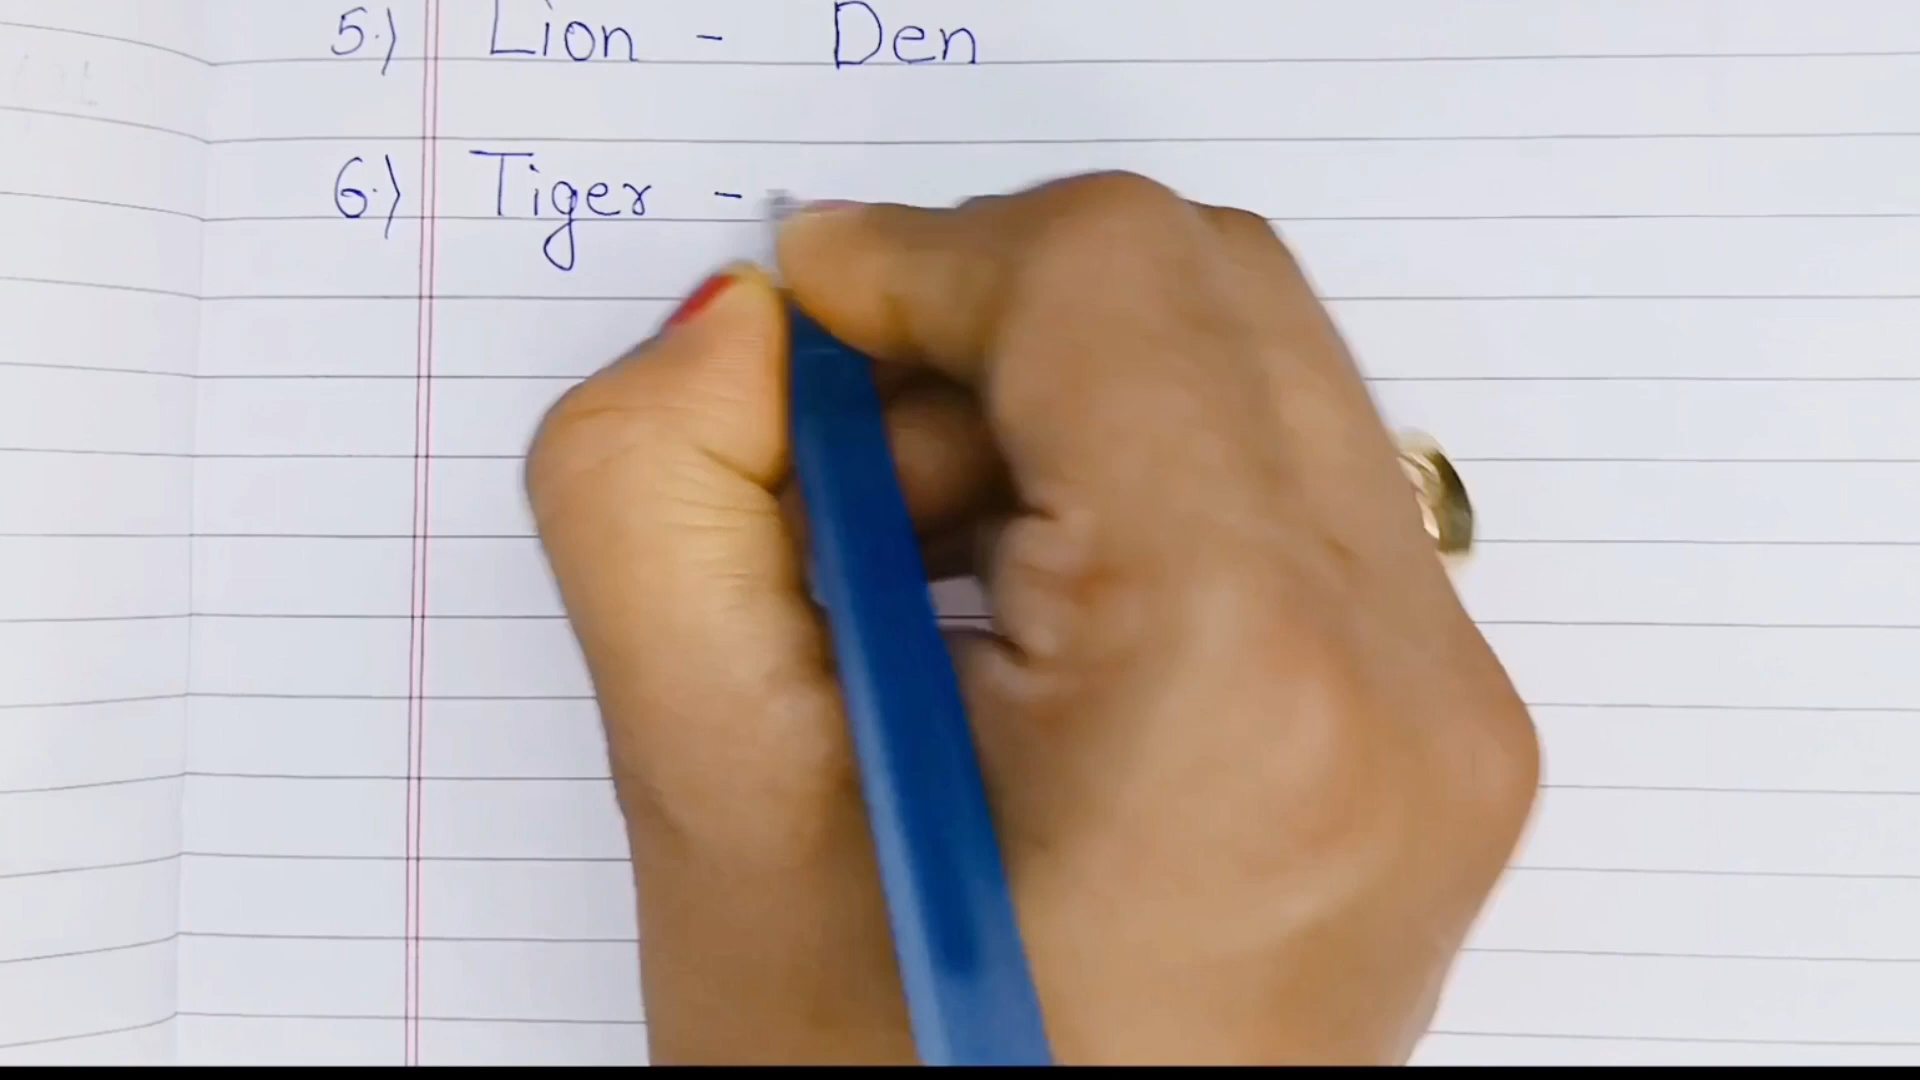 5.) Lion - Den
6.) Tiger -